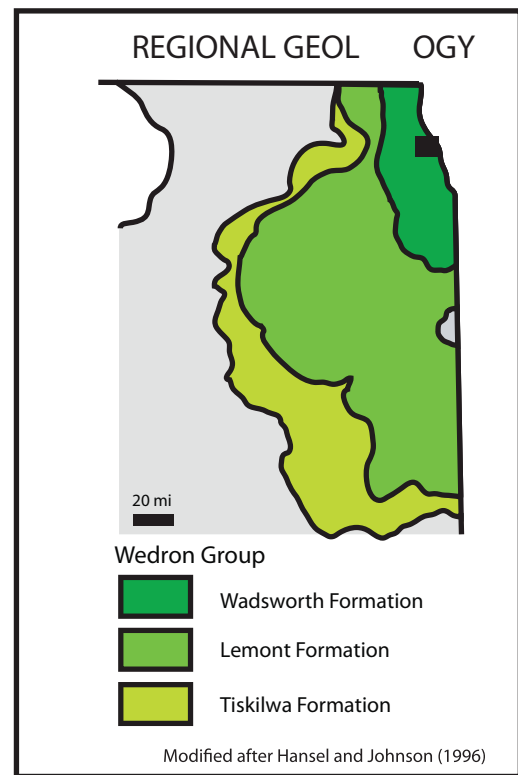 REGIONAL GEOL OGY
20 mi
Wedron Group
Wadsworth Formation
Lemont Formation
Tiskilwa Formation
Modified after Hansel and Johnson (1996)